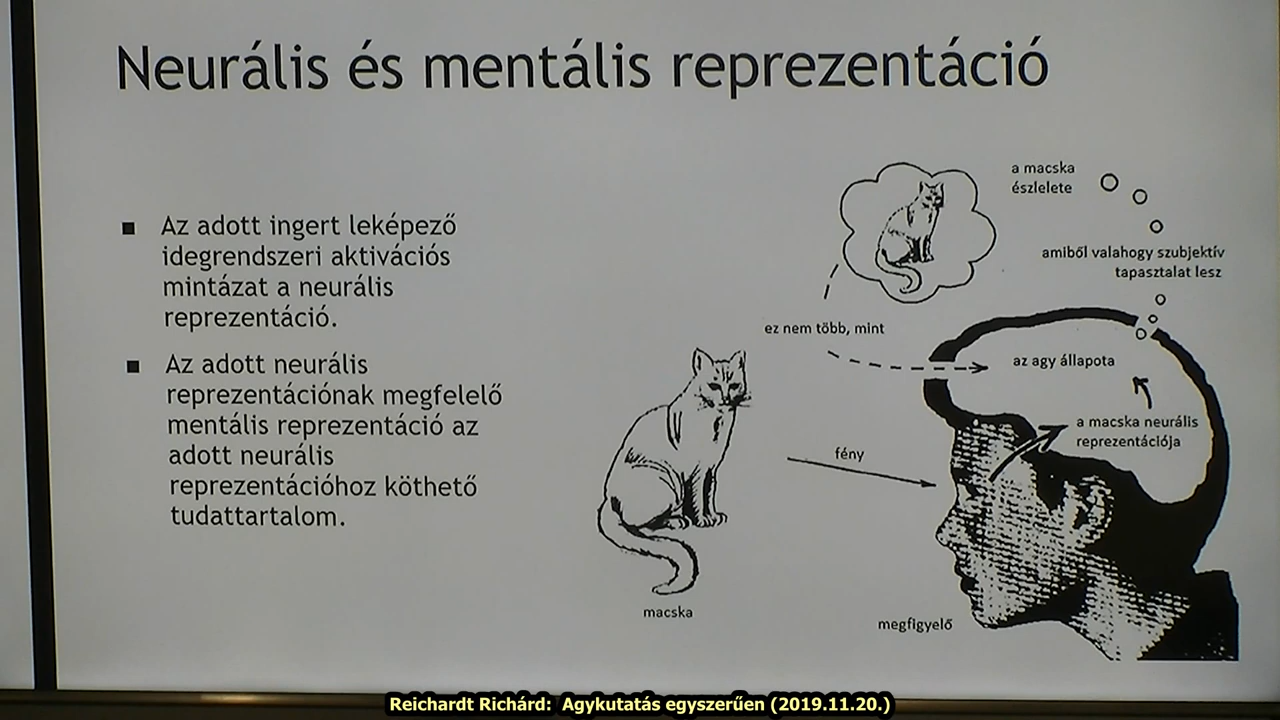 Neurális és mentális reprezentáció
Az adott ingert leképező
idegrendszeri aktivációs
mintázat a neurális
reprezentáció.
Az adott neurális
reprezentációnak megfelelő
mentális reprezentáció az
adott neurális
reprezentációhoz köthető
tudattartalom.
a macska
észlelete
amiből valahogy szubjektív
tapasztalat lesz
ez nem több, mint
az agy állapota
a macska neurális
reprezentációja
fény
macska
megfigyelő
Reichardt Richárd: Agykutatás egyszerűen (2019.11.20.)